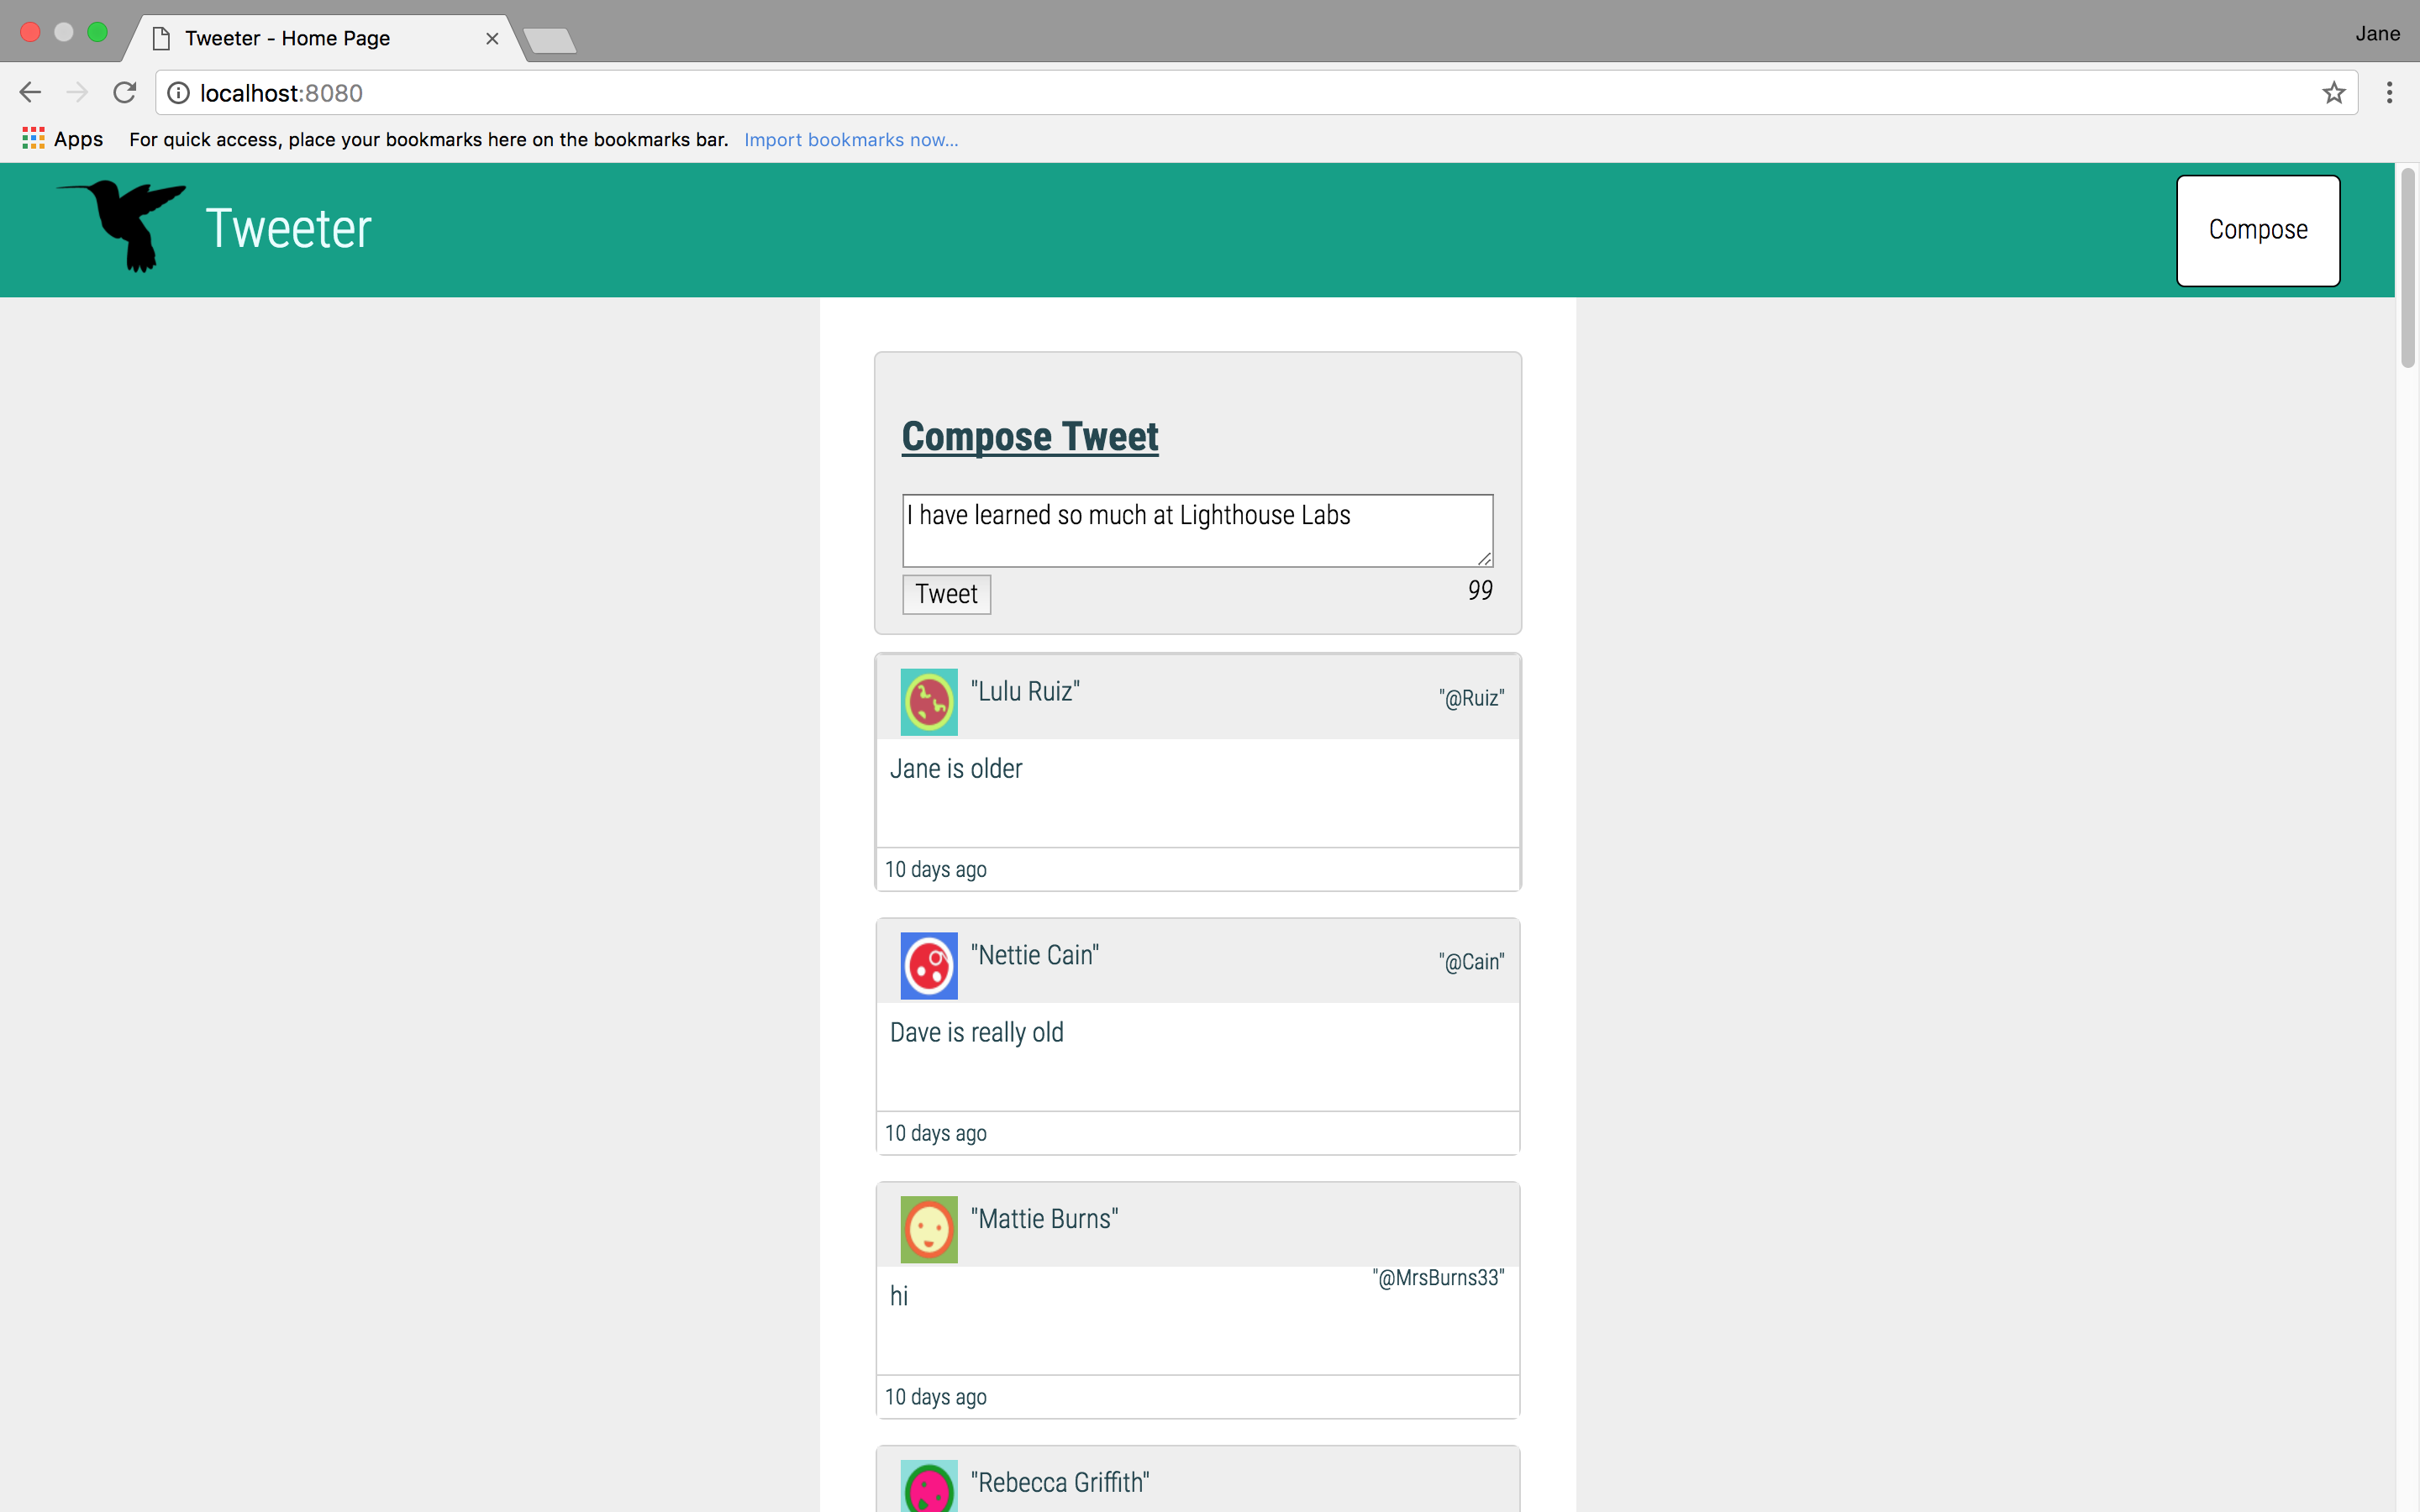 Tweeter - Home Page
Jane
localhost:8080
Apps For quick access, place your bookmarks here on the bookmarks bar. Import bookmarks now...
Tweeter
Compose
Compose Tweet
I have learned so much at Lighthouse Labs
Tweet 99
"Lulu Ruiz" "@Ruiz"
Jane is older
10 days ago
"Nettie Cain" "@Cain"
Dave is really old
10 days ago
"Mattie Burns"
"@MrsBurns33"
hi
10 days ago
"Rebecca Griffith"